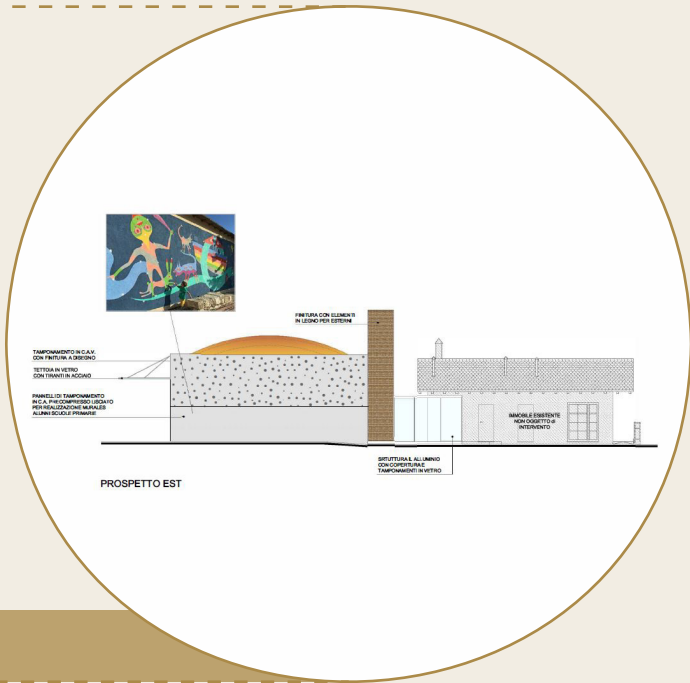 FINITURA CON ELEMENTI
IN LEGNO PER ESTERNI
TAMPONAMENTO IN C.A.V.
CON FINITURA A DISEGNO
TETTOIA IN VETRO
CON TIRANTI IN ACCIAIO
PANNELLI DI TAMPONAMENTO
IN C.A. PRECOMPRESSO LISCIATO
PER REALIZZAZIONE MURALES
ALUNNI SCUOLE PRIMARIE
IMMOBILE ESISTENTE
NON OGGETTO di
INTERVENTO
SRTUTTURA IL ALLUMINIO
CON COPERTURA E
TAMPONAMENTI IN VETRO
PROSPETTO EST